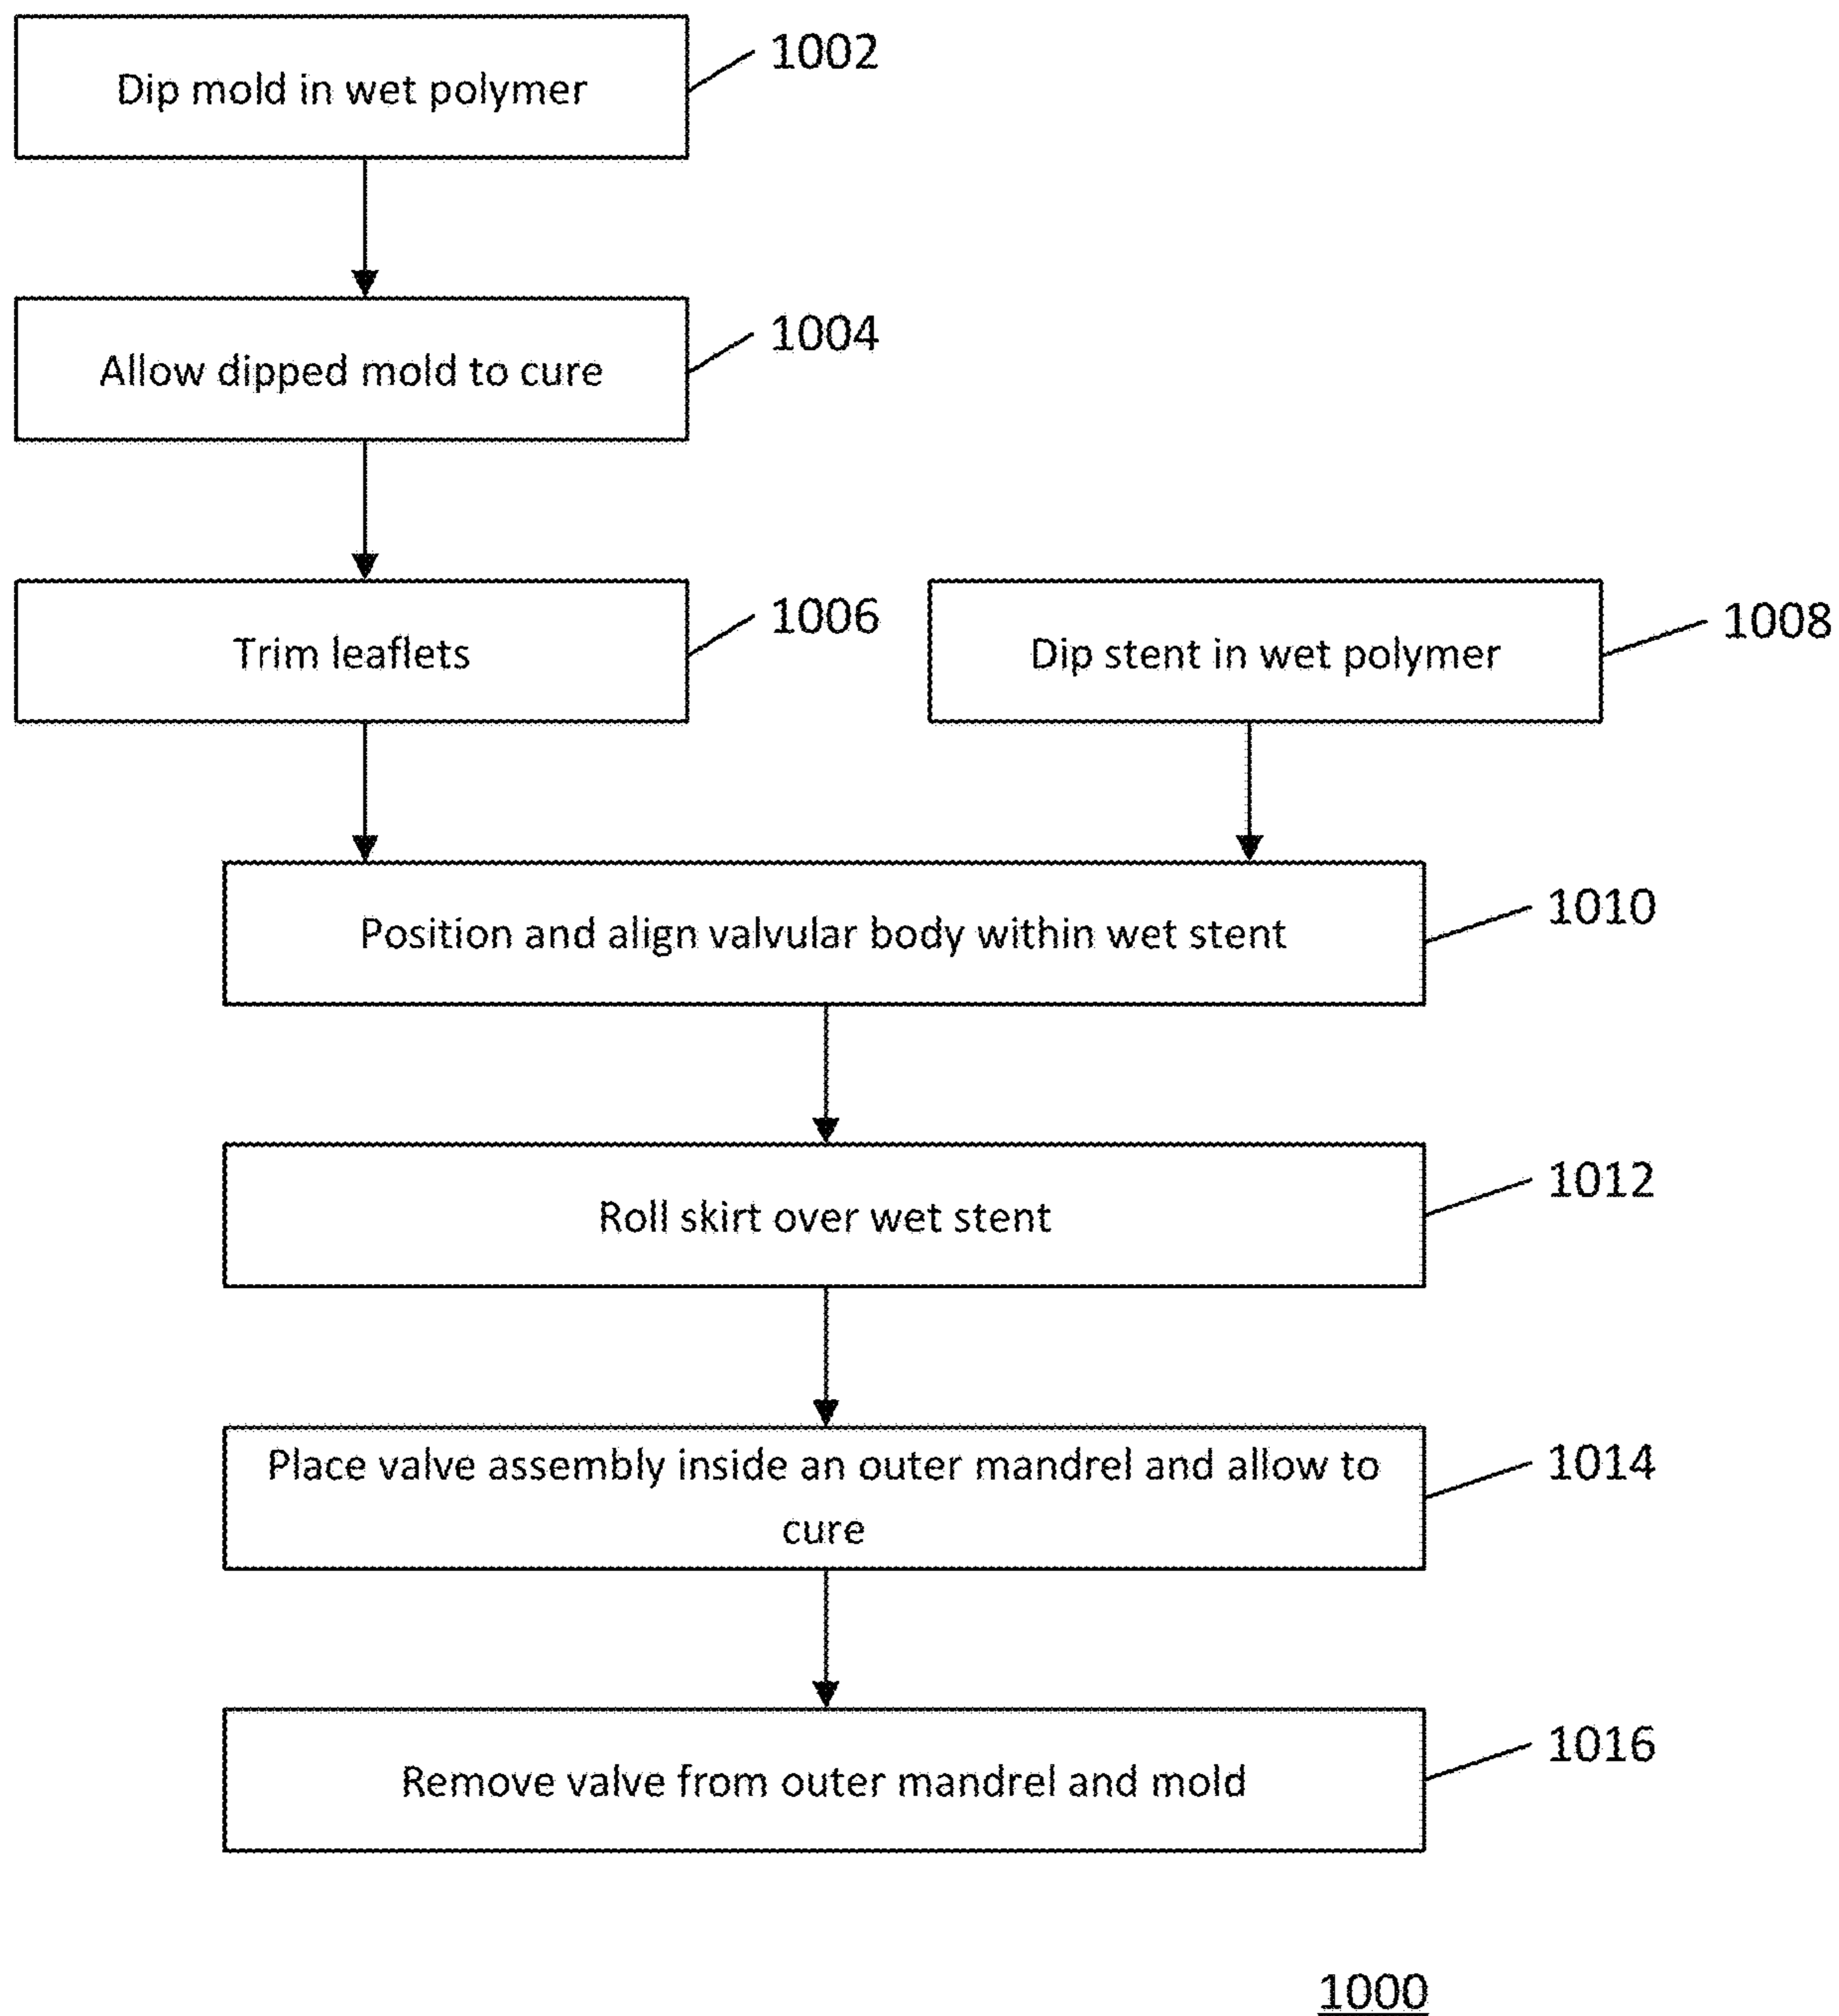 Dip mold in wet polymer
1002
Allow dipped mold to cure
1004
Trim leaflets
1006
Dip stent in wet polymer
1008
Position and align valvular body within wet stent
1010
Roll skirt over wet stent
1012
Place valve assembly inside an outer mandrel and allow to
cure
1014
Remove valve from outer mandrel and mold
1016
1000